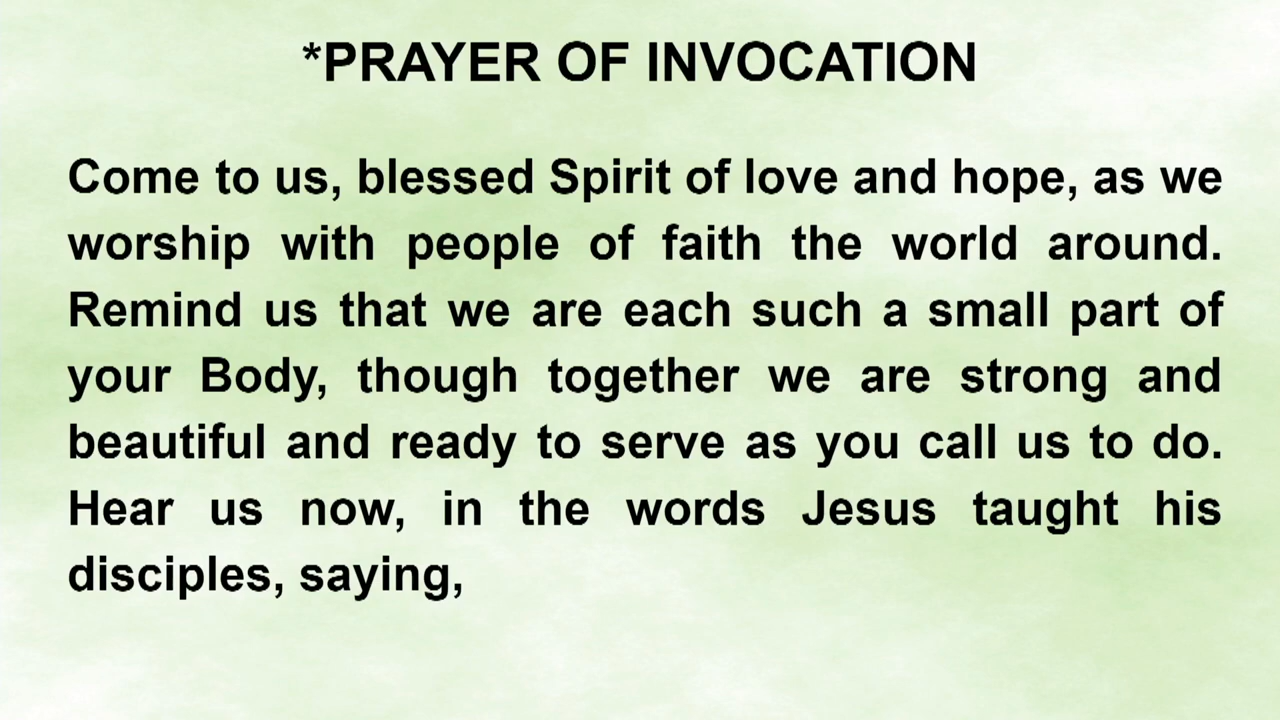 *PRAYER OF INVOCATION
Come to us, blessed Spirit of love and hope, as we
worship with people of faith the world around.
Remind us that we are each such a small part of
your Body, though together we are strong and
beautiful and ready to serve as you call us to do.
Hear us now, in the words Jesus taught his
disciples, saying,